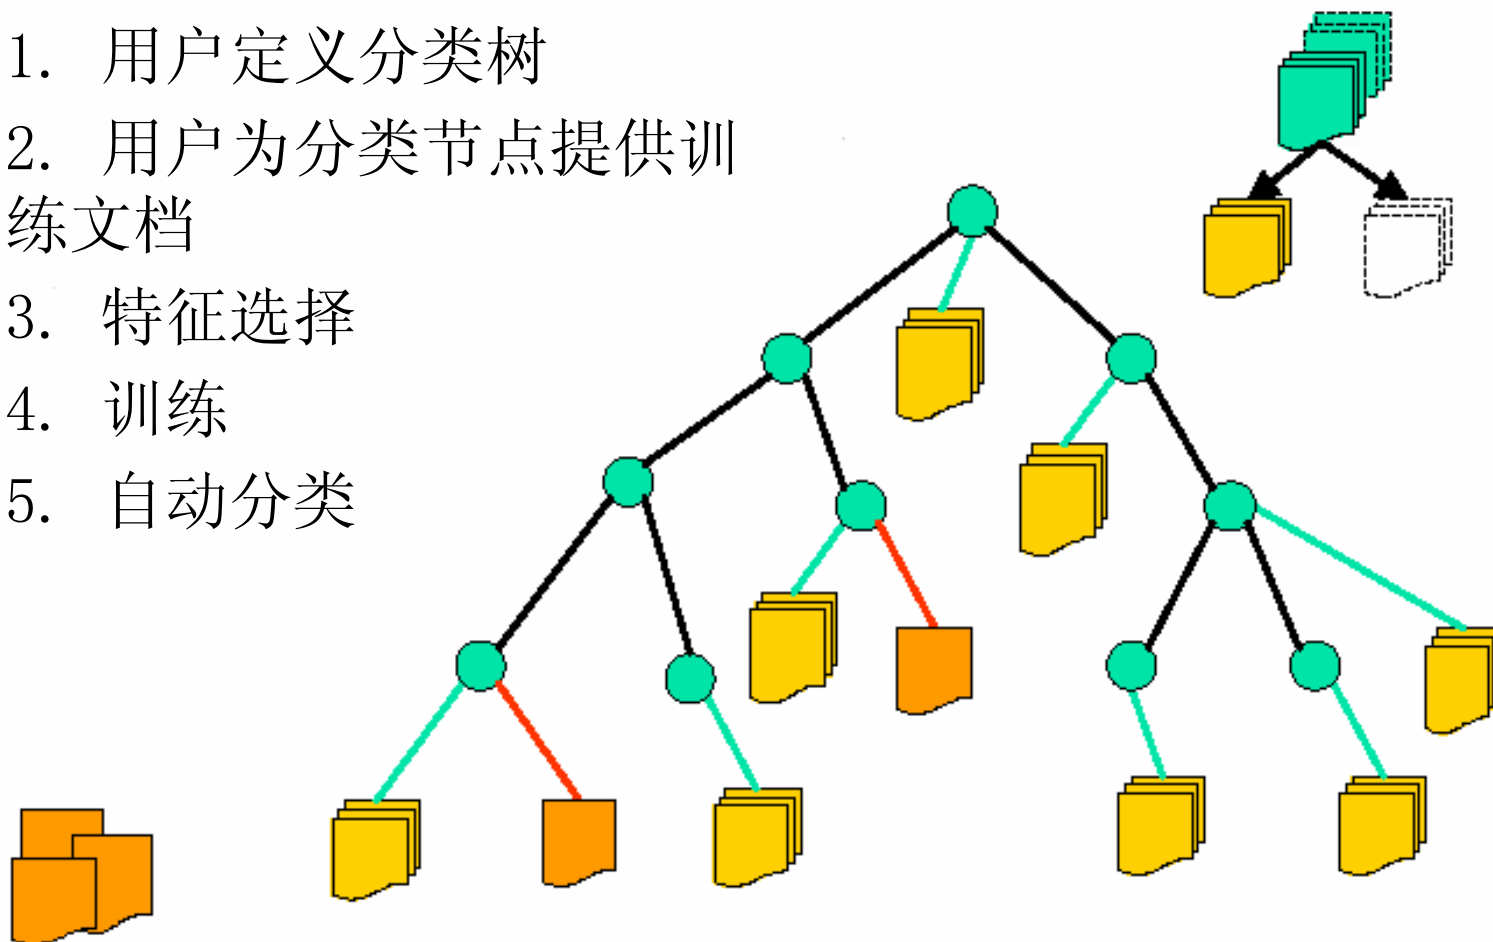 1. 用户定义分类树
2. 用户为分类节点提供训
练文档
3. 特征选择
4. 训练
5. 自动分类